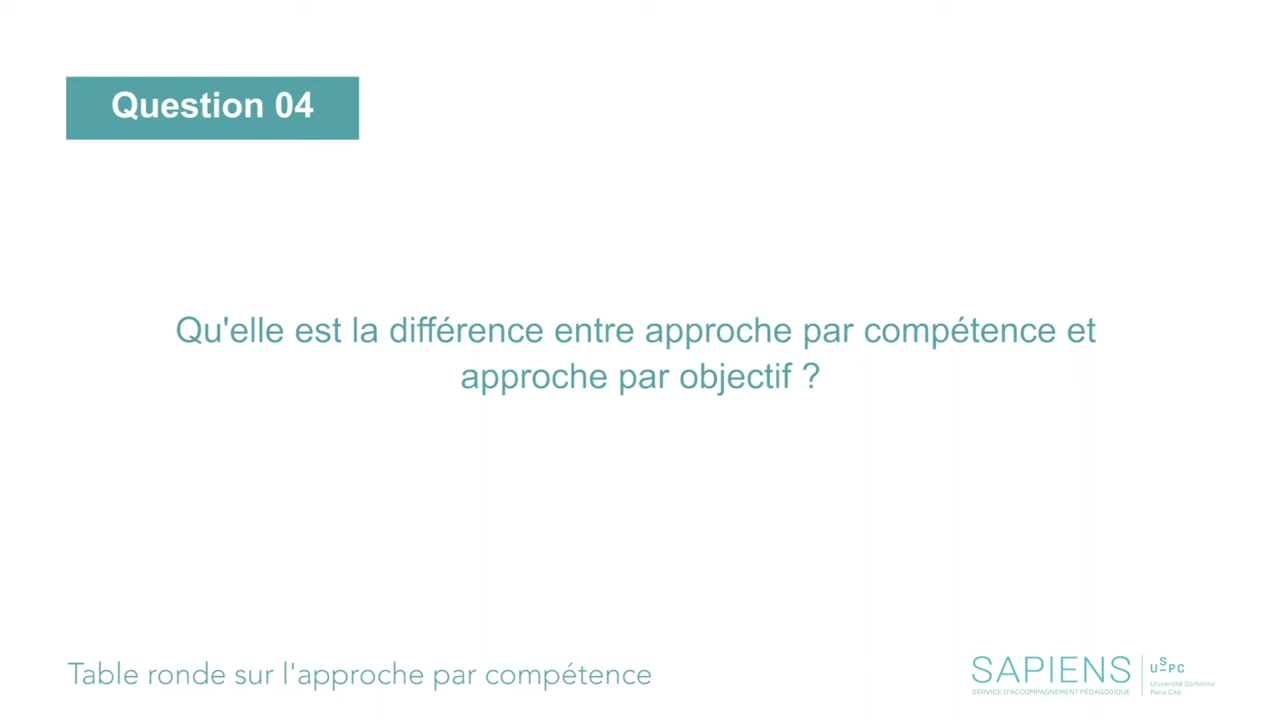 Question 04
Qu'elle est la différence entre approche par compétence et
approche par objectif ?
Table ronde sur l'approche par compétence
SAPIENS
SERVICE D'ACCOMPAGNEMENT PÉDAGOGIQUE
USPC
Université Sorbonne
Paris Cité